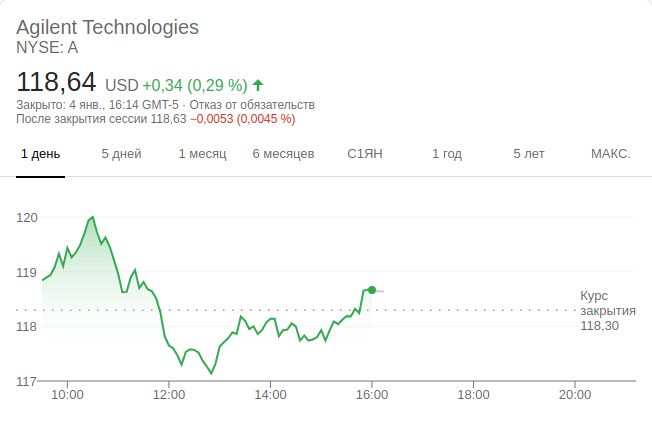 Agilent Technologies
NYSE: A
118,64 USD +0,34 (0,29 %)
Закрыто: 4 янв., 16:14 GMT-5 · Отказ от обязательств
После закрытия сессии 118,63 −0,0053 (0,0045 %)
1 день 5 дней 1 месяц 6 месяцев С1ЯН 1 год 5 лет МАКС.
120
119
118
117
Курс
закрытия
118,30
10:00 12:00 14:00 16:00 18:00 20:00